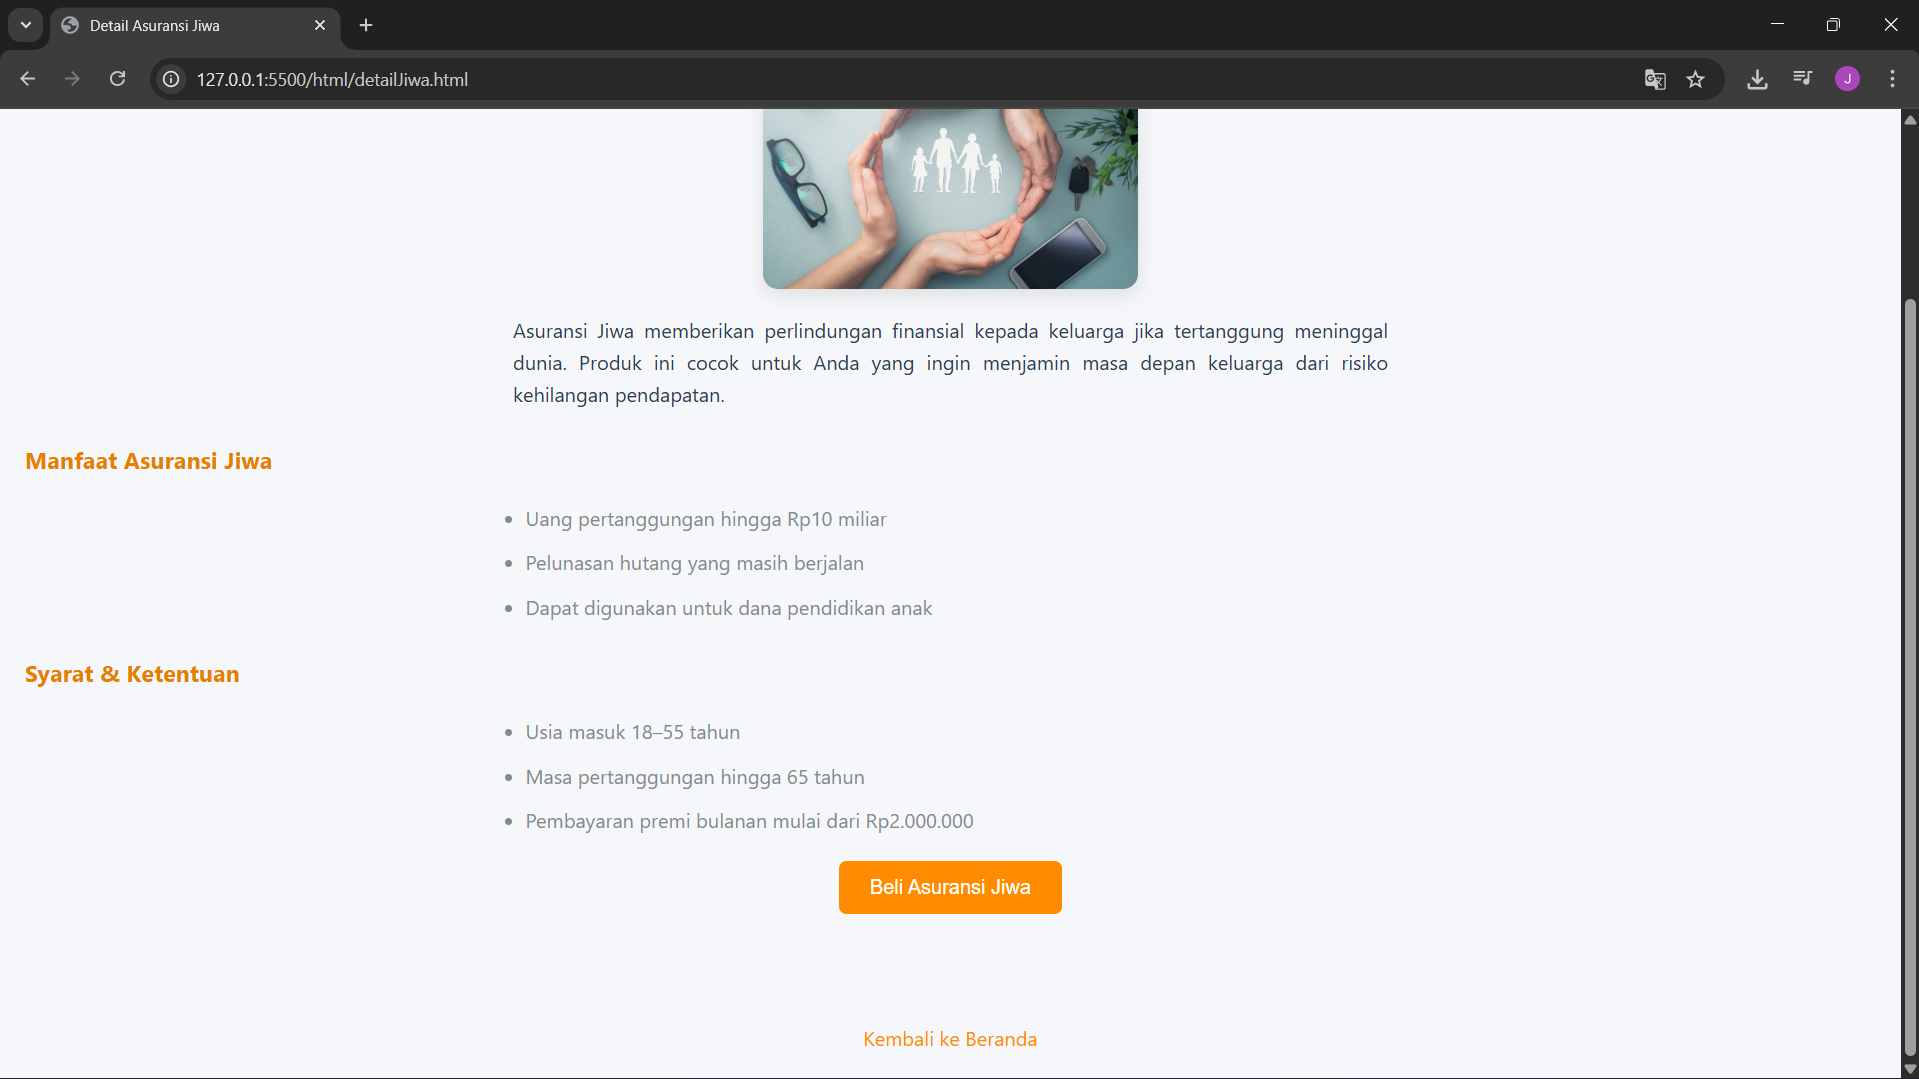 Detail Asuransi Jiwa
127.0.0.1:5500/html/detailJiwa.html
J
Asuransi Jiwa memberikan perlindungan finansial kepada keluarga jika tertanggung meninggal
dunia. Produk ini cocok untuk Anda yang ingin menjamin masa depan keluarga dari risiko
kehilangan pendapatan.
Manfaat Asuransi Jiwa
• Uang pertanggungan hingga Rp10 miliar
• Pelunasan hutang yang masih berjalan
• Dapat digunakan untuk dana pendidikan anak
Syarat & Ketentuan
• Usia masuk 18–55 tahun
• Masa pertanggungan hingga 65 tahun
• Pembayaran premi bulanan mulai dari Rp2.000.000
Beli Asuransi Jiwa
Kembali ke Beranda